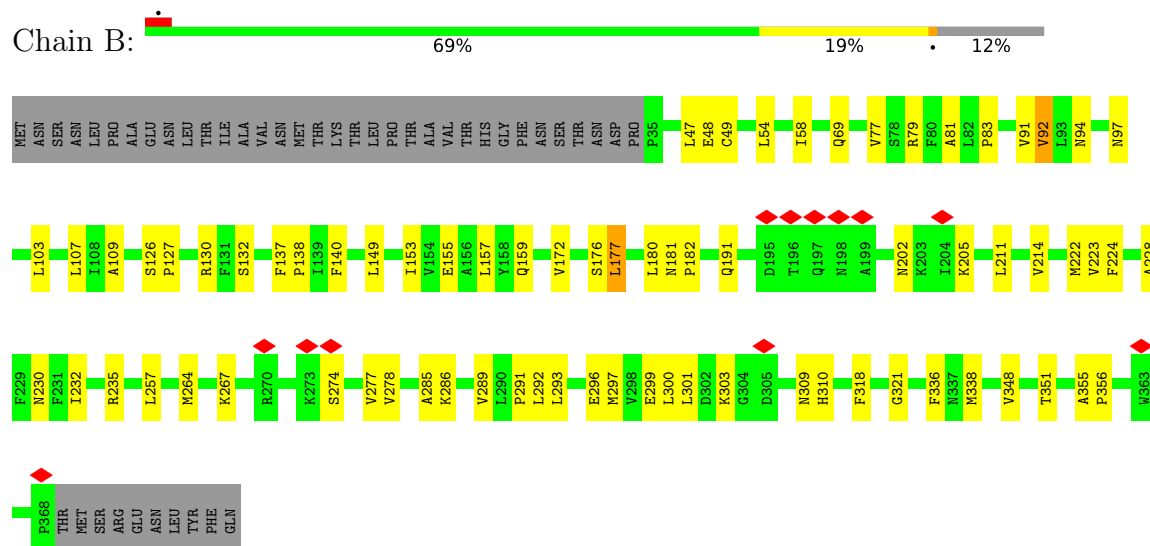 Chain B:
69% 19% • 12%
MET ASN SER ASN LEU PRO ALA GLU ASN LEU THR ILE ALA VAL ASN MET THR LYS THR LEU PRO THR THR ALA VAL THR HIS GLY PHE ASN SER THR ASN ASP PRO P35 L47 E48 C49 L54 I58 Q69 V77 S78 R79 F80 A81 L82 P83 V91 V92 L93 N94 N97
L103 L107 I108 A109 S126 P127 R130 F131 S132 F137 P138 I139 F140 L149 I153 V154 E155 A156 L157 Y158 Q159 V172 S176 L177 L180 N181 P182 Q191 D195 T196 Q197 N198 A199 N202 K203 I204 K205 L211 V214 M222 V223 F224 A228
F229 N230 F231 I232 R235 L257 M264 K267 R270 K273 S274 V277 V278 A285 K286 V289 L290 P291 L292 L293 E296 M297 V298 E299 L300 L301 D302 K303 G304 D305 N309 H310 F318 G321 F336 N337 M338 V348 T351 A355 P356 W363
P368 THR MET SER ARG GLU ASN LEU TYR PHE GLN